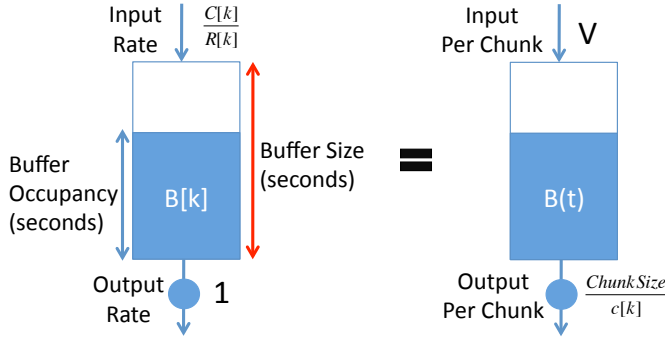 Input
Rate
C[k]
R[k]
Buffer
Occupancy
(seconds)
B[k]
Buffer Size
(seconds)
Output
Rate
1
=
Input
Per Chunk
V
B(t)
Output
Per Chunk
ChunkSize
c[k]